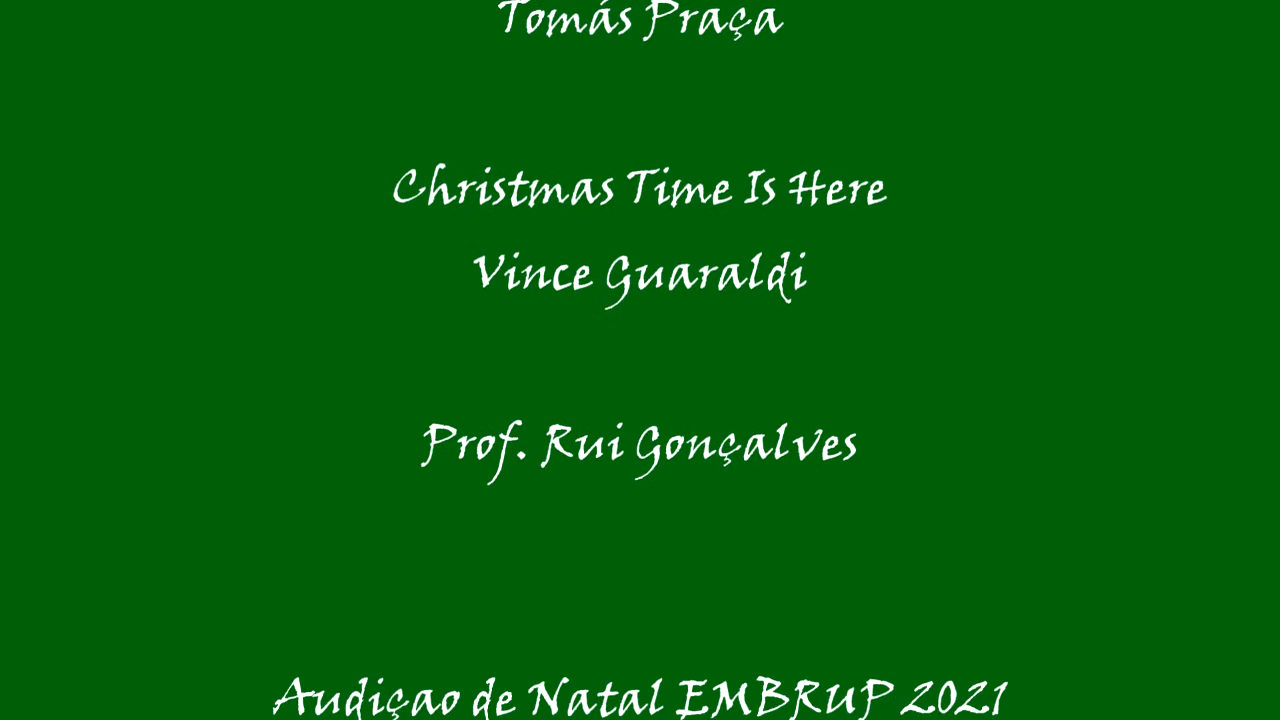 Tomás Praça
Christmas Time Is Here
Vince Guaraldi
Prof. Rui Gonçalves
Audiçao de Natal EMBRUP 2021